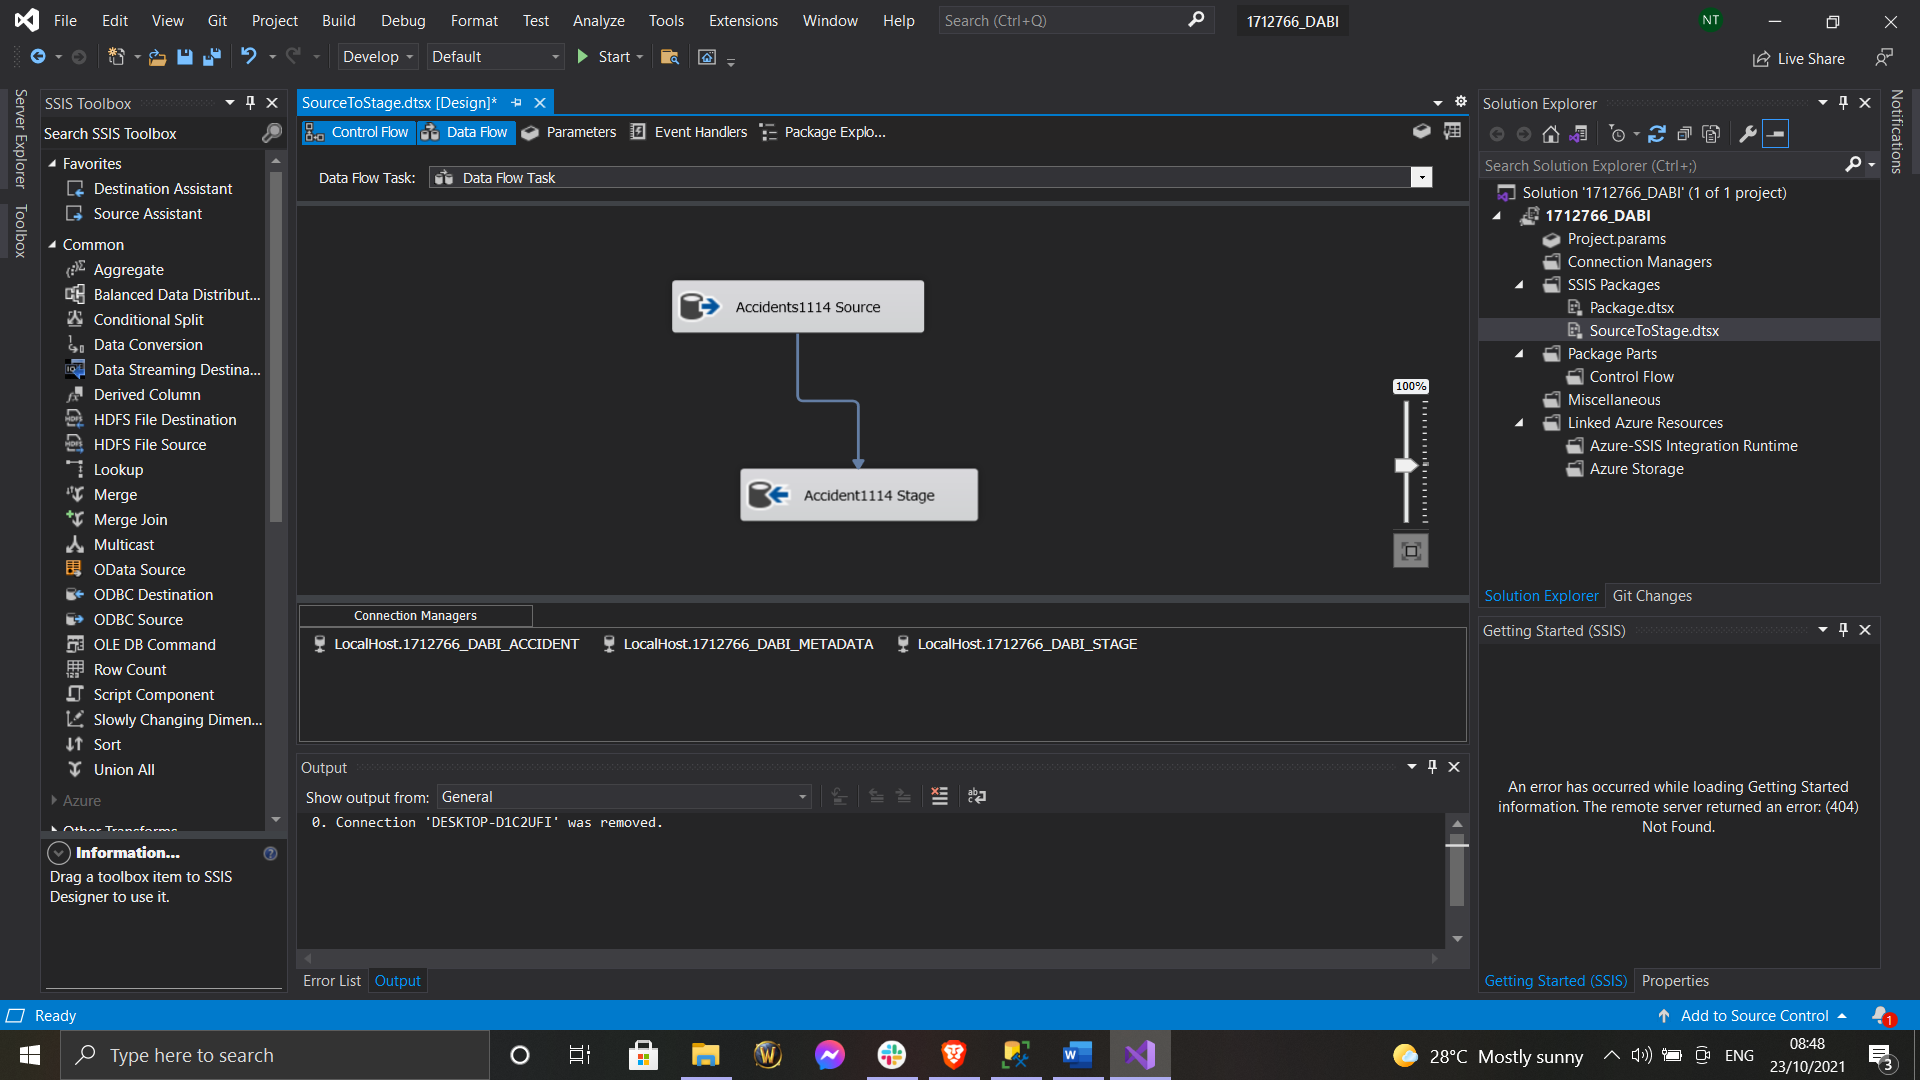 File Edit View Git Project Build Debug Format Test Analyze Tools Extensions Window Help Search (Ctrl+Q) 1712766_DABI NT
Develop Default Start Live Share
Server Explorer
Toolbox
SSIS Toolbox
Search SSIS Toolbox
Favorites
Destination Assistant
Source Assistant
Common
Aggregate
Balanced Data Distribut...
Conditional Split
Data Conversion
Data Streaming Destina...
Derived Column
HDFS File Destination
HDFS File Source
Lookup
Merge
Merge Join
Multicast
OData Source
ODBC Destination
ODBC Source
OLE DB Command
Row Count
Script Component
Slowly Changing Dimen...
Sort
Union All
Azure
Other Transforms
Information...
Drag a toolbox item to SSIS
Designer to use it.
SourceToStage.dtsx [Design]*
Control Flow Data Flow Parameters Event Handlers Package Explo...
Data Flow Task: Data Flow Task
Accidents1114 Source
Accident1114 Stage
100%
Connection Managers
LocalHost.1712766_DABI_ACCIDENT LocalHost.1712766_DABI_METADATA LocalHost.1712766_DABI_STAGE
Output
Show output from: General
0. Connection 'DESKTOP-D1C2UFI' was removed.
Error List Output
Solution Explorer
Search Solution Explorer (Ctrl+;)
Solution '1712766_DABI' (1 of 1 project)
1712766_DABI
Project.params
Connection Managers
SSIS Packages
Package.dtsx
SourceToStage.dtsx
Package Parts
Control Flow
Miscellaneous
Linked Azure Resources
Azure-SSIS Integration Runtime
Azure Storage
Solution Explorer Git Changes
Getting Started (SSIS)
An error has occurred while loading Getting Started
information. The remote server returned an error: (404)
Not Found.
Getting Started (SSIS) Properties
Notifications
Ready Add to Source Control 1
Type here to search 28°C Mostly sunny ENG 08:48
23/10/2021 3